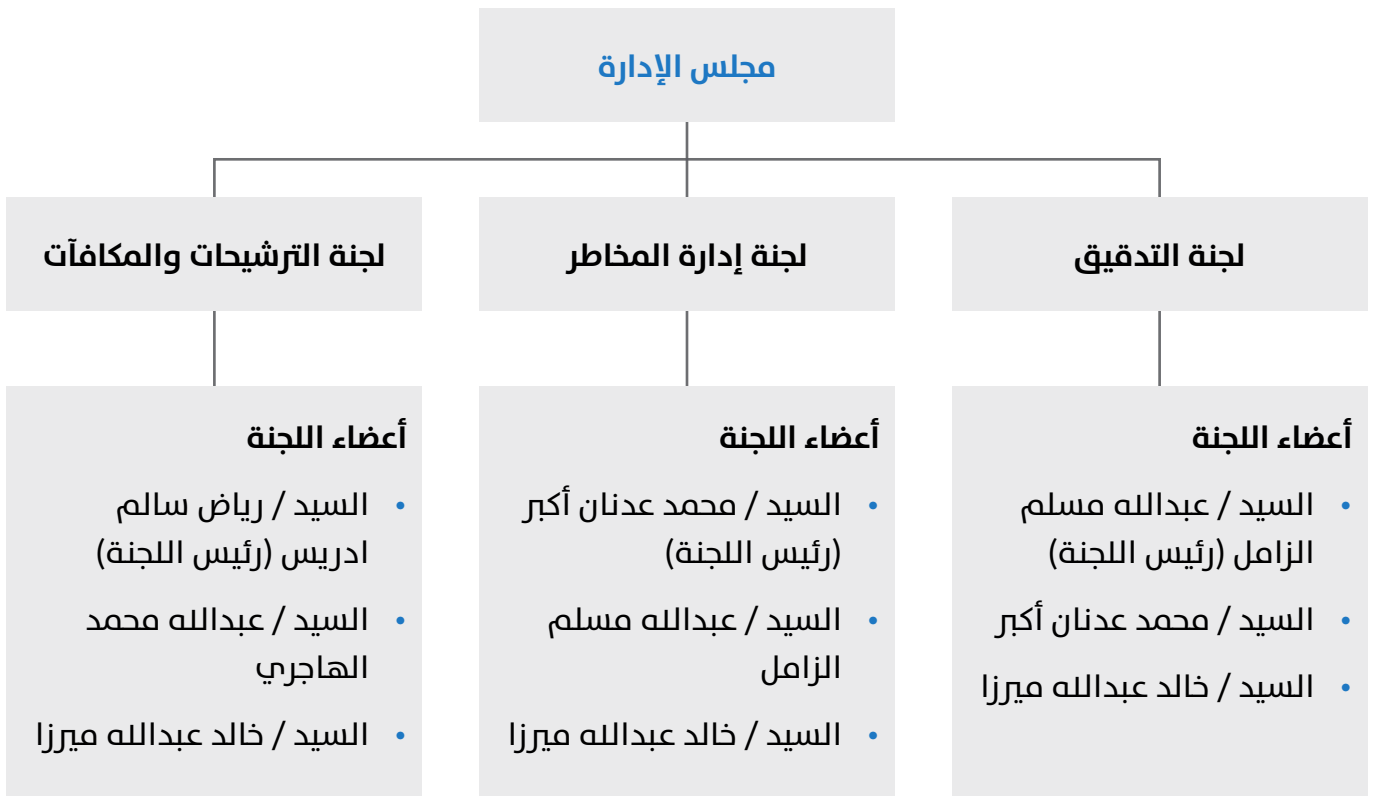 مجلس الإدارة
لجنة التدقيق
لجنة إدارة المخاطر
لجنة الترشيحات والمكافآت
أعضاء اللجنة
• السيد / عبدالله مسلم
الزامل (رئيس اللجنة)
• السيد / محمد عدنان أكبر
• السيد / خالد عبدالله ميرزا
أعضاء اللجنة
• السيد / محمد عدنان أكبر
(رئيس اللجنة)
• السيد / عبدالله مسلم
الزامل
• السيد / خالد عبدالله ميرزا
أعضاء اللجنة
• السيد / رياض سالم
ادريس (رئيس اللجنة)
• السيد / عبدالله محمد
الهاجري
• السيد / خالد عبدالله ميرزا